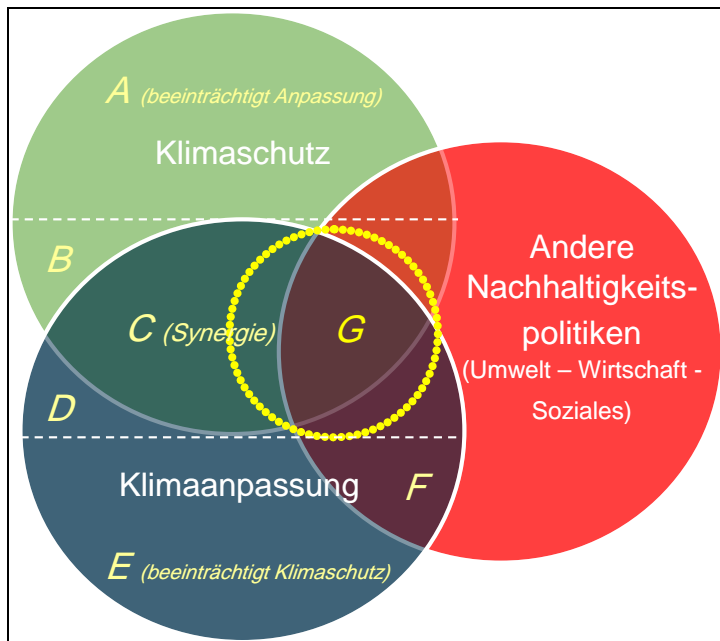 A (beeinträchtigt Anpassung)
Klimaschutz
B
C (Synergie)
G
Andere
Nachhaltigkeits-
politiken
(Umwelt – Wirtschaft -
Soziales)
D
Klimaanpassung
F
E (beeinträchtigt Klimaschutz)